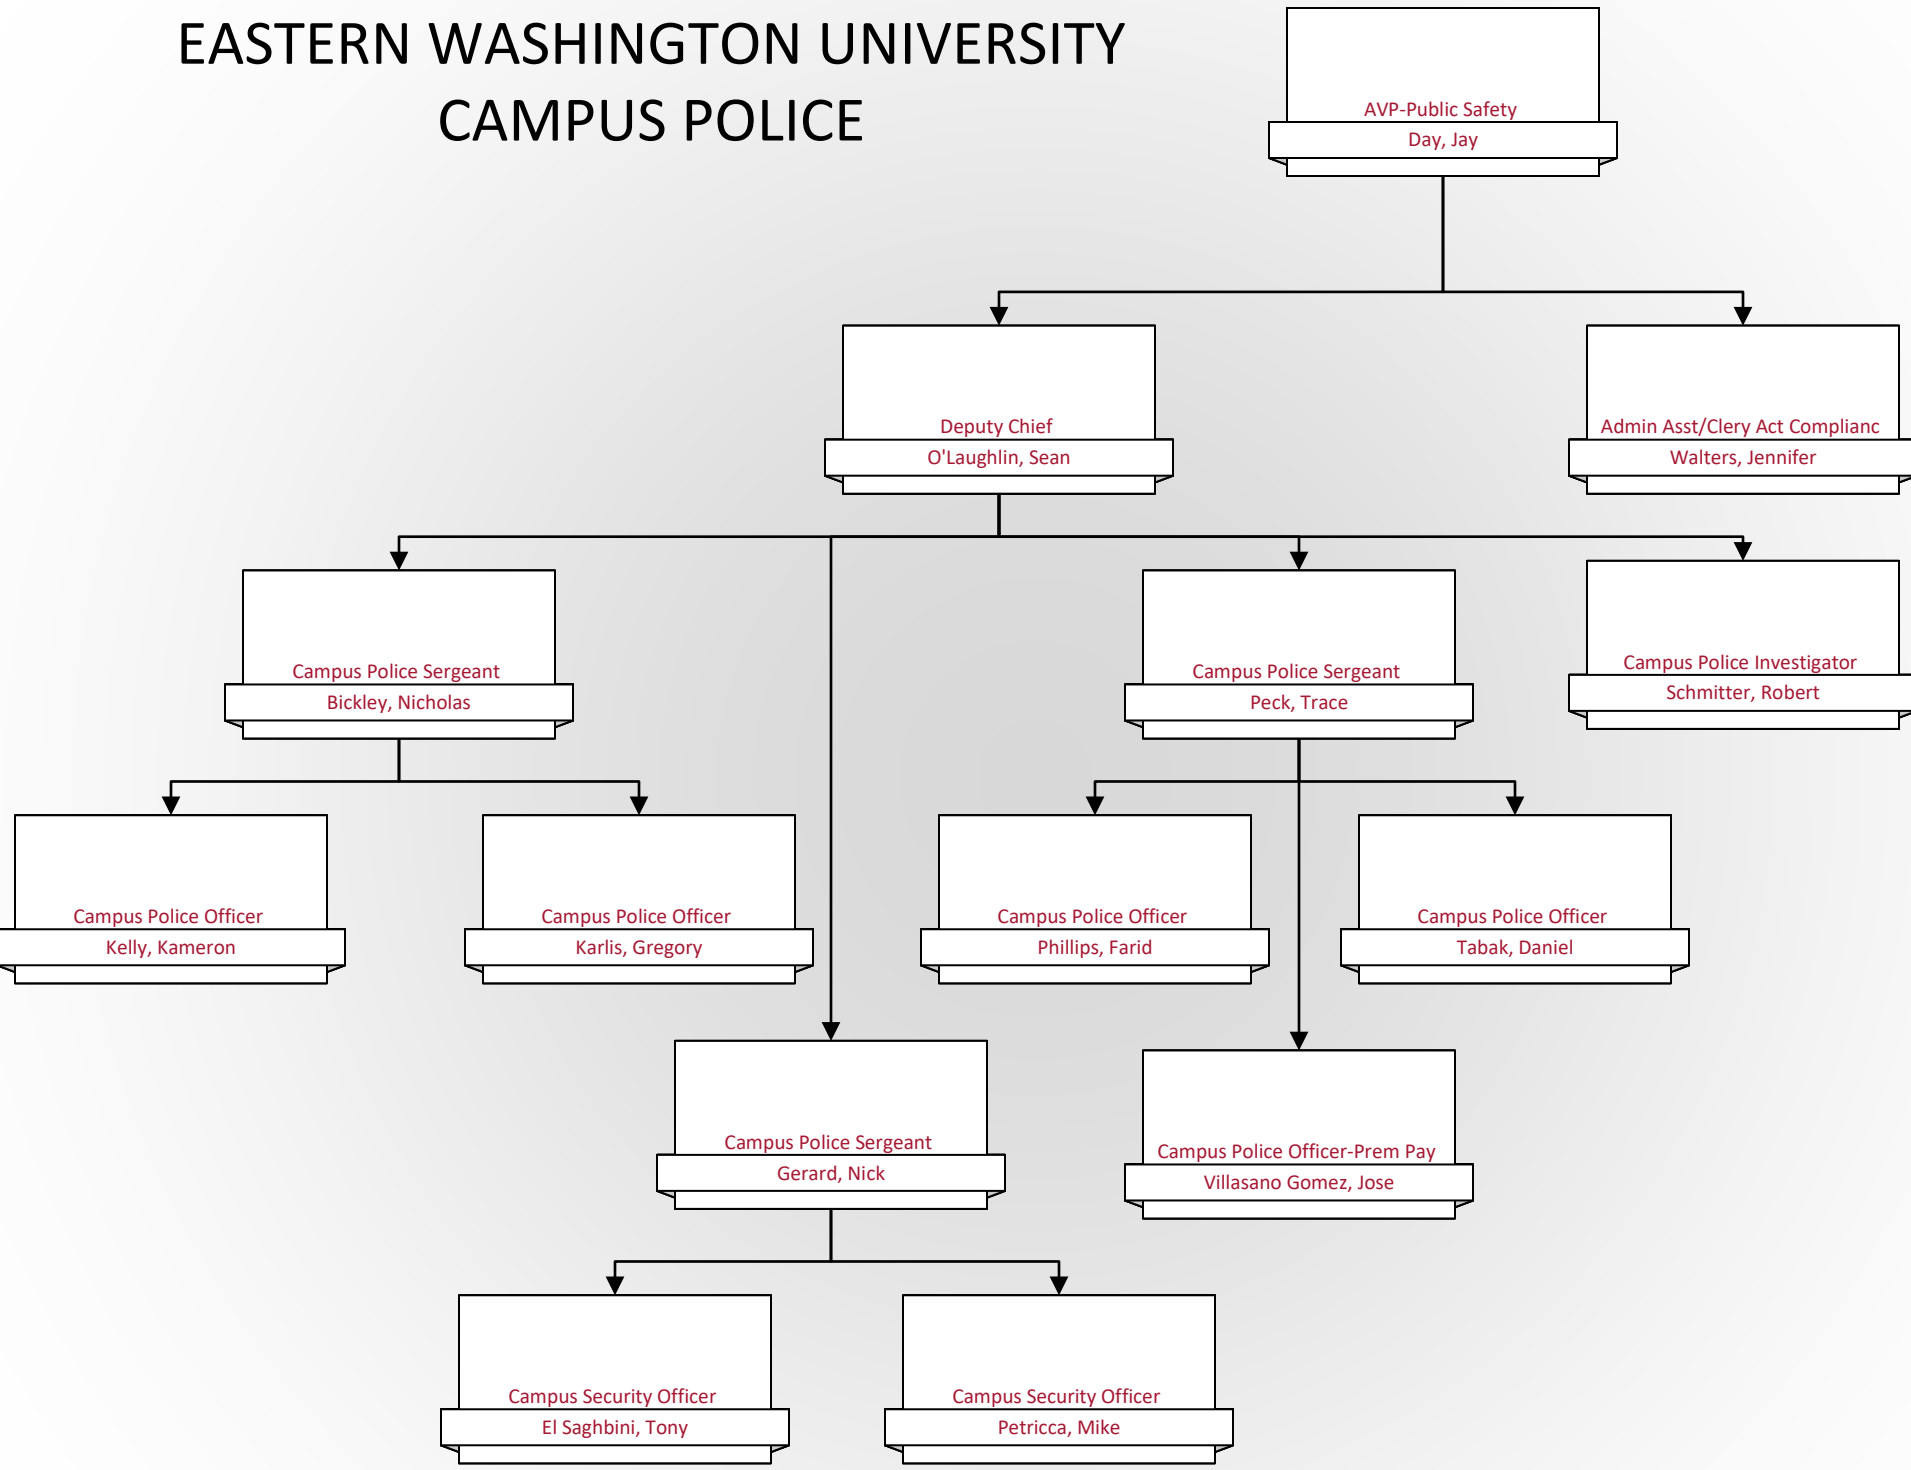 EASTERN WASHINGTON UNIVERSITY
CAMPUS POLICE
AVP-Public Safety
Day, Jay
Deputy Chief
O'Laughlin, Sean
Admin Asst/Clery Act Complianc
Walters, Jennifer
Campus Police Sergeant
Bickley, Nicholas
Campus Police Sergeant
Peck, Trace
Campus Police Investigator
Schmitter, Robert
Campus Police Officer
Kelly, Kameron
Campus Police Officer
Karlis, Gregory
Campus Police Officer
Phillips, Farid
Campus Police Officer
Tabak, Daniel
Campus Police Sergeant
Gerard, Nick
Campus Police Officer-Prem Pay
Villasano Gomez, Jose
Campus Security Officer
El Saghbini, Tony
Campus Security Officer
Petricca, Mike